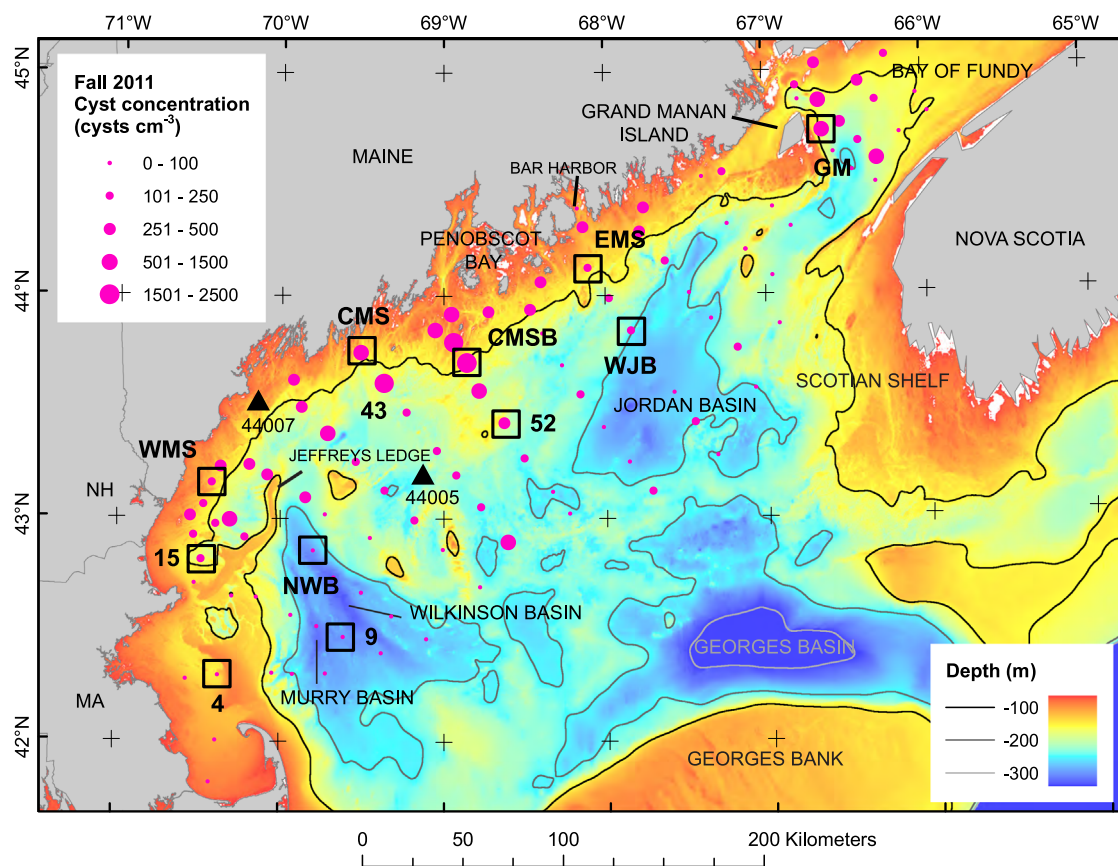 71°W 70°W 69°W 68°W 67°W 66°W 65°W
45°N
44°N
43°N
42°N
Fall 2011
Cyst concentration
(cysts cm-3)
0 - 100
101 - 250
251 - 500
501 - 1500
1501 - 2500
BAY OF FUNDY
GRAND MANAN
ISLAND
MAINE
BAR HARBOR
GM
PENOBSCOT
BAY
EMS
NOVA SCOTIA
CMS
CMSB
WJB
SCOTIAN SHELF
43
44007
52
JORDAN BASIN
WMS
JEFFREYS LEDGE
44005
NH
15
NWB
WILKINSON BASIN
9
GEORGES BASIN
MURRY BASIN
MA
4
GEORGES BANK
Depth (m)
-100
-200
-300
0 50 100 200 Kilometers